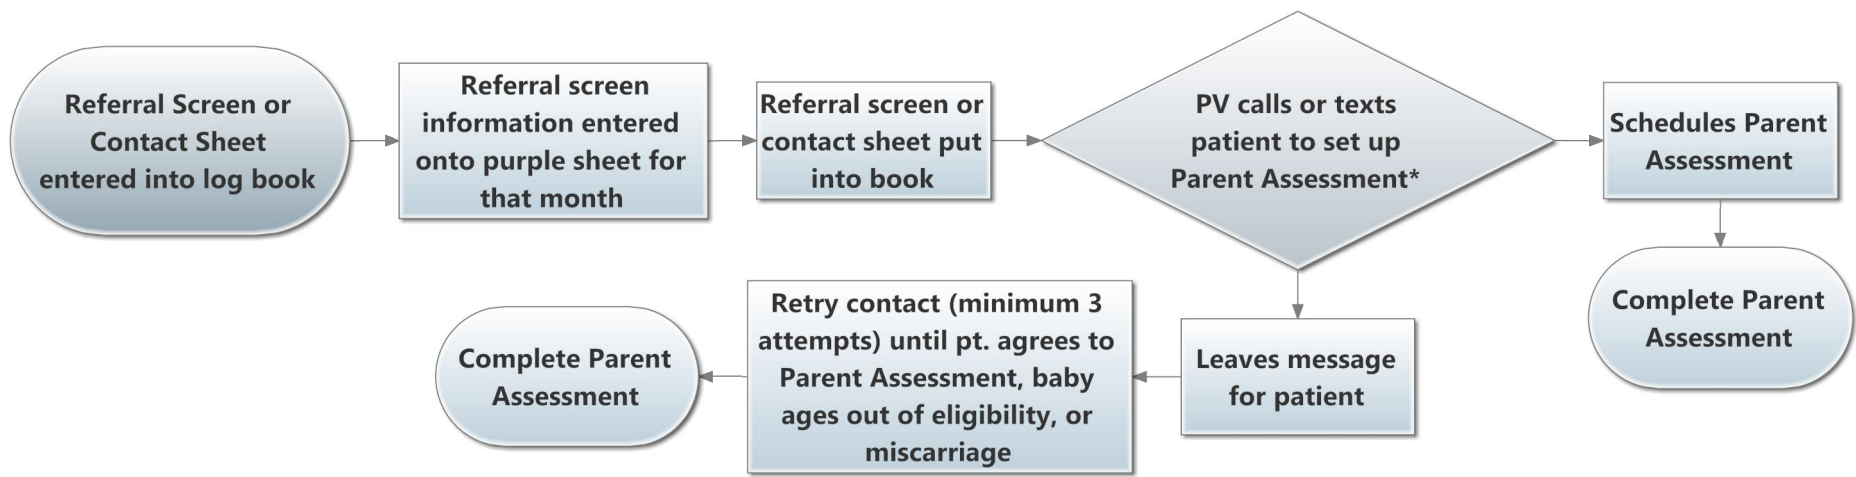 Referral Screen or
Contact Sheet
entered into log book
Referral screen
information entered
onto purple sheet for
that month
Referral screen or
contact sheet put
into book
PV calls or texts
patient to set up
Parent Assessment*
Schedules Parent
Assessment
Complete Parent
Assessment
Leaves message
for patient
Retry contact (minimum 3
attempts) until pt. agrees to
Parent Assessment, baby
ages out of eligibility, or
miscarriage
Complete Parent
Assessment